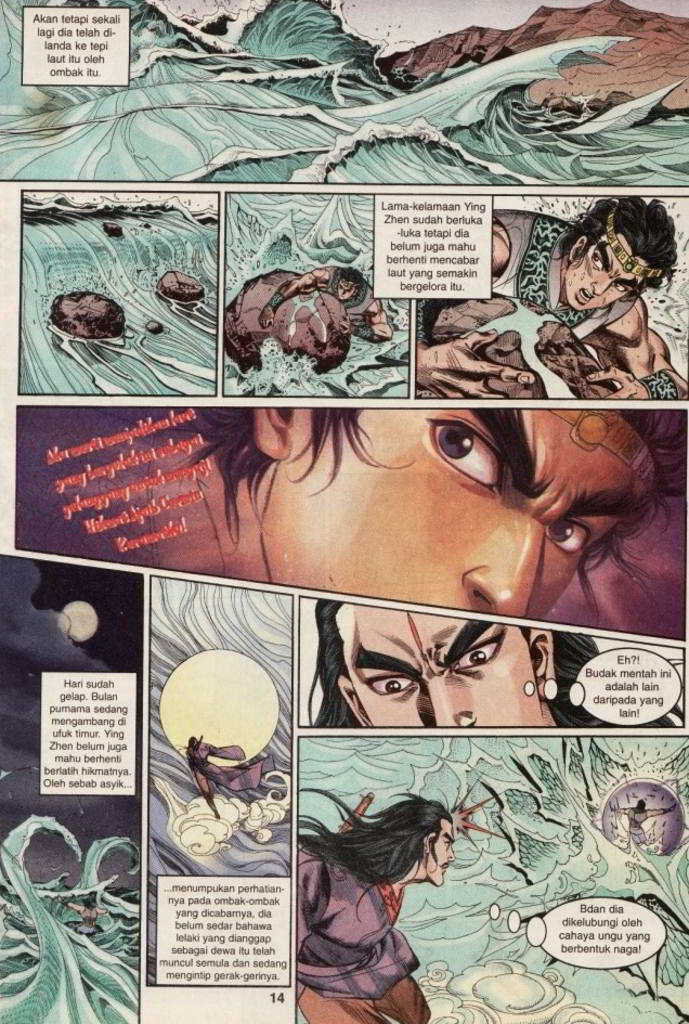 Akan tetapi sekali
lagi dia telah di-
landa ke tepi
laut itu oleh
ombak itu.
Lama-kelamaan Ying
Zhen sudah berluka
-luka tetapi dia
belum juga mahu
berhenti mencabar
laut yang semakin
bergelora itu.
Aku mesti menjadikan
yang
yang
Hari sudah
gelap. Bulan
purnama sedang
mengambang di
ufuk timur. Ying
Zhen belum juga
mahu berhenti
berlatih hikmatnya.
Oleh sebab asyik...
...menumpukan perhatian-
nya pada ombak-ombak
yang dicabarnya, dia
belum sedar bahawa
lelaki yang dianggap
sebagai dewa itu telah
muncul semula dan sedang
mengintip gerak-gerinya.
Eh?!
Budak mentah ini
adalah lain
daripada yang
lain!
Bdan dia
dikelubungi oleh
cahaya ungu yang
berbentuk naga!
14